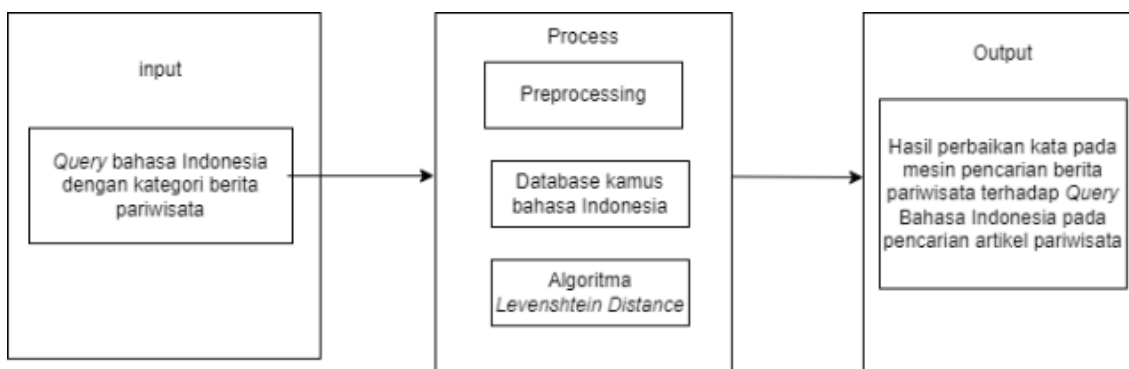 input
Query bahasa Indonesia
dengan kategori berita
pariwisata
Process
Preprocessing
Database kamus
bahasa Indonesia
Algoritma
Levenshtein Distance
Output
Hasil perbaikan kata pada
mesin pencarian berita
pariwisata terhadap Query
Bahasa Indonesia pada
pencarian artikel pariwisata